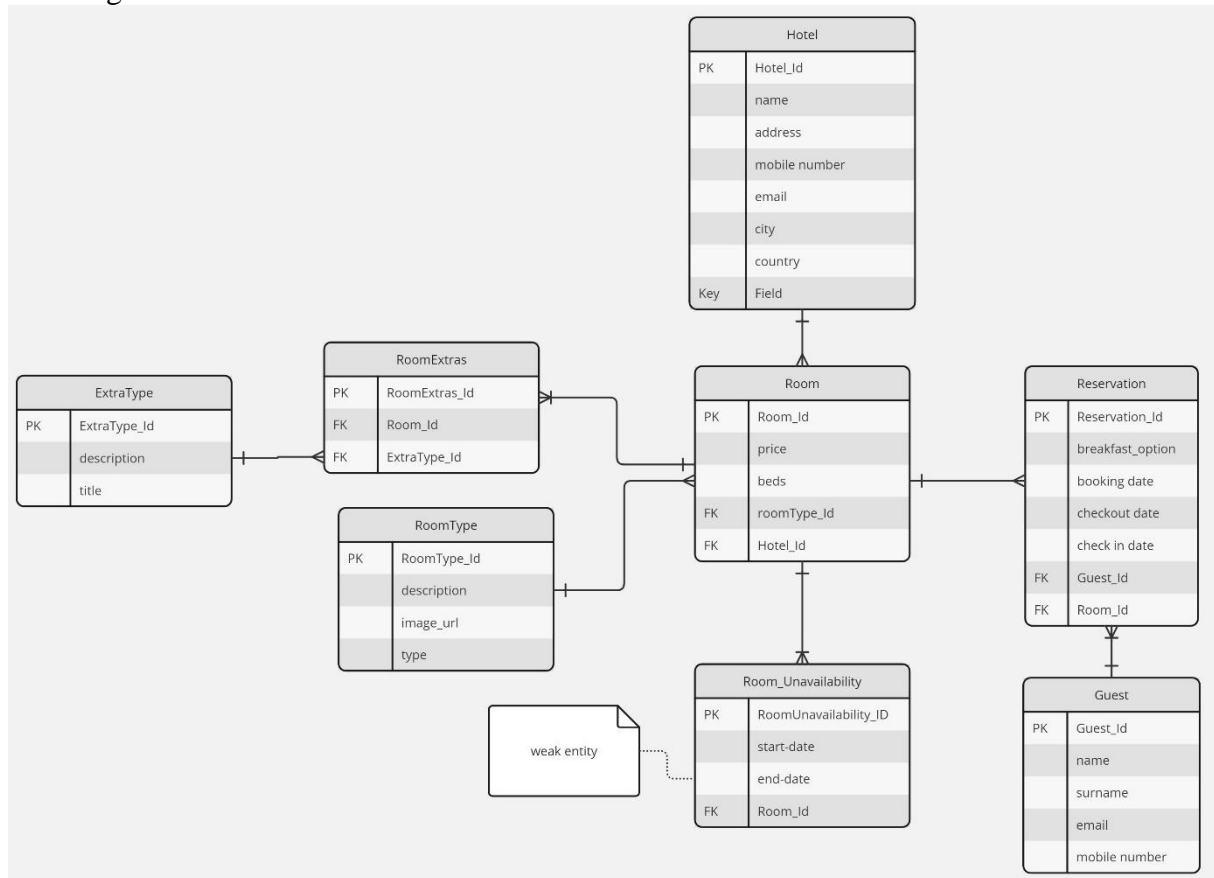 Hotel
PK Hotel_Id
name
address
mobile number
email
city
country
Key Field
ExtraType
PK ExtraType_Id
description
title
RoomExtras
PK RoomExtras_Id
FK Room_Id
FK ExtraType_Id
RoomType
PK RoomType_Id
description
image_url
type
Room
PK Room_Id
price
beds
FK roomType_Id
FK Hotel_Id
Reservation
PK Reservation_Id
breakfast_option
booking date
checkout date
check in date
FK Guest_Id
FK Room_Id
weak entity
Room_Unavailability
PK RoomUnavailability_ID
start-date
end-date
FK Room_Id
Guest
PK Guest_Id
name
surname
email
mobile number